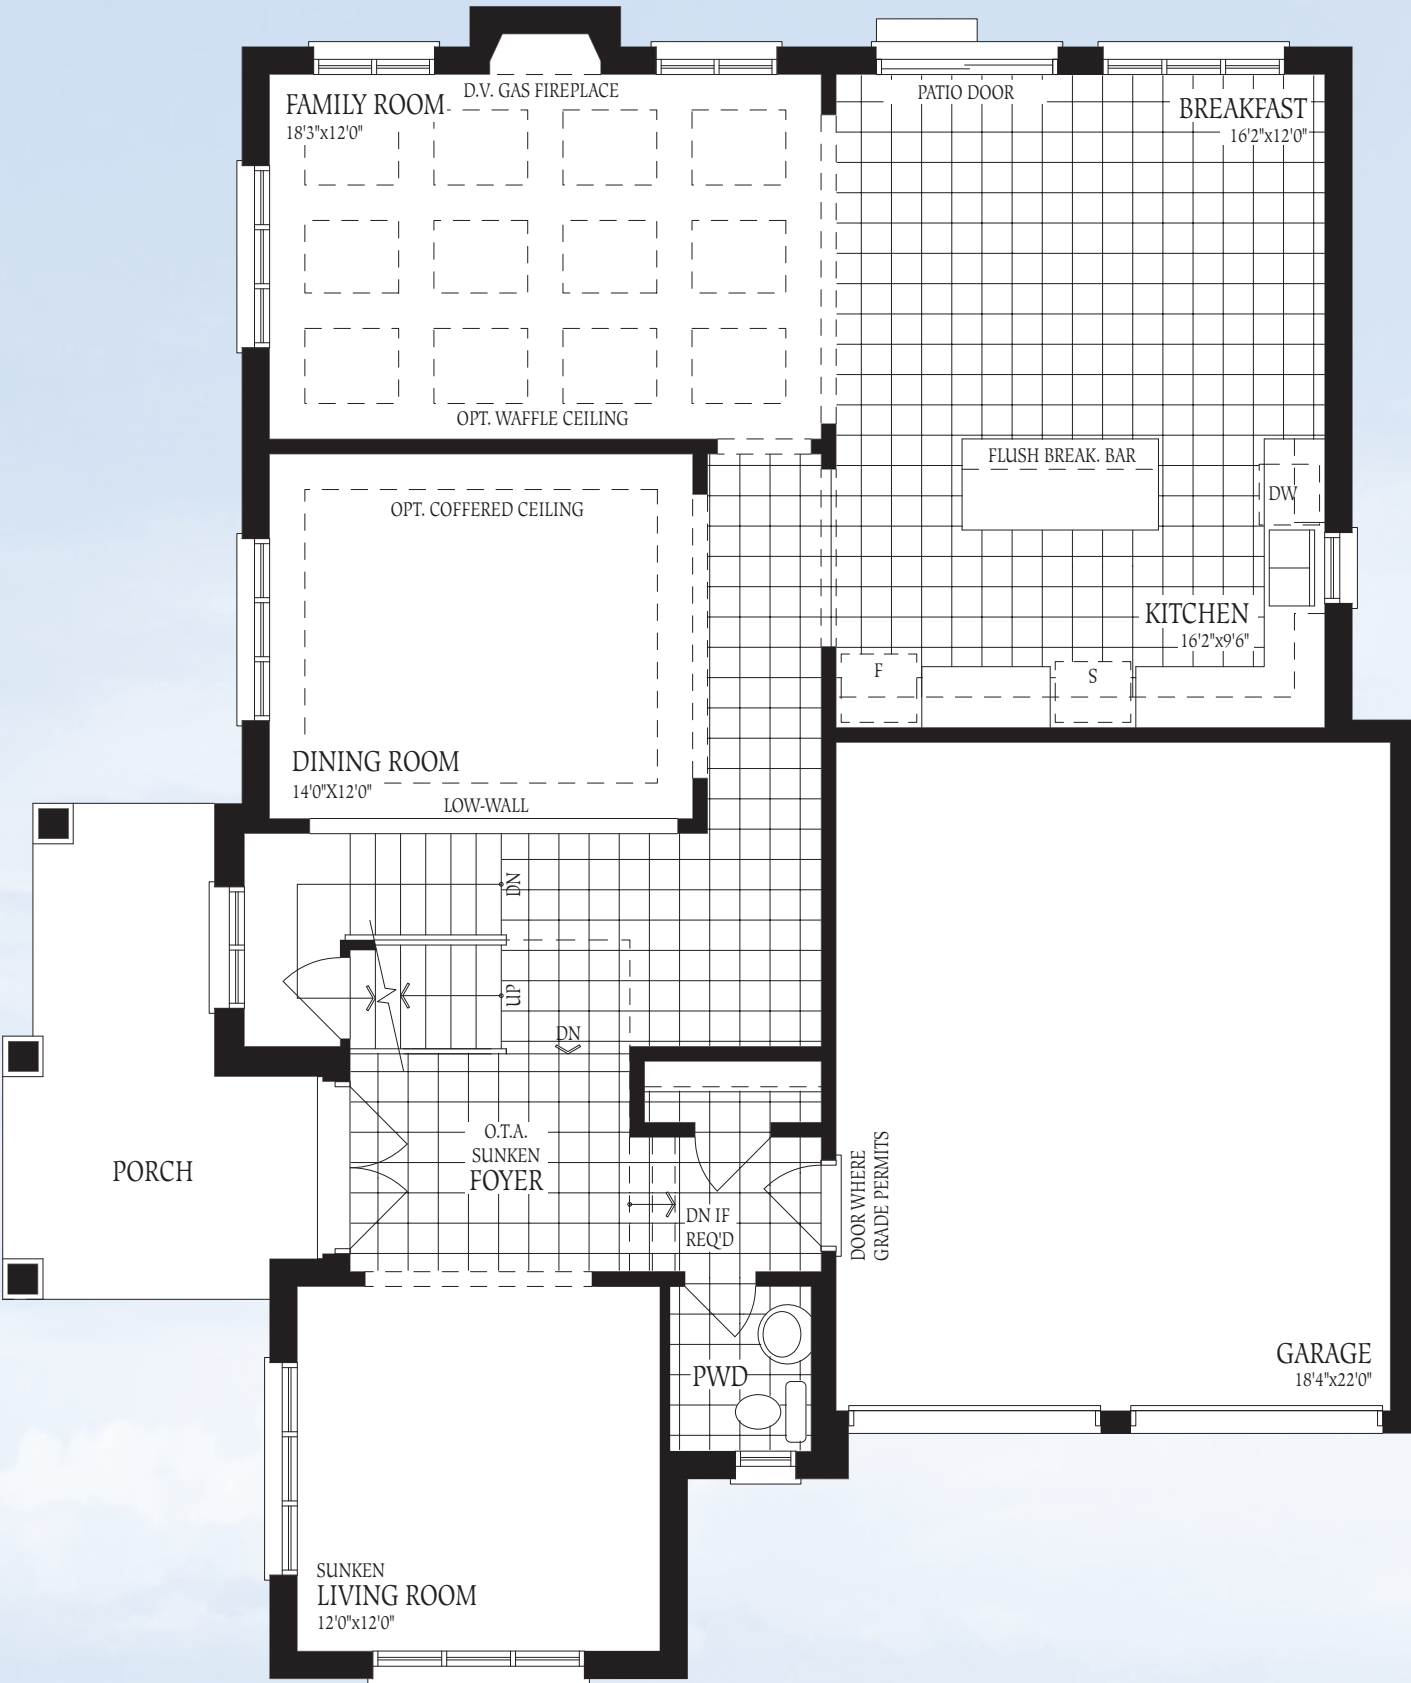 D.V. GAS FIREPLACE
FAMILY ROOM
18'3"x12'0"
PATIO DOOR
BREAKFAST
16'2"x12'0"
OPT. WAFFLE CEILING
FLUSH BREAK. BAR
DW
OPT. COFFERED CEILING
KITCHEN
16'2"x9'6"
F
S
DINING ROOM
14'0"X12'0"
LOW-WALL
DN
UP
DN
O.T.A.
SUNKEN
FOYER
PORCH
DN IF
REQ'D
DOOR WHERE
GRADE PERMITS
PWD
GARAGE
18'4"x22'0"
SUNKEN
LIVING ROOM
12'0"x12'0"